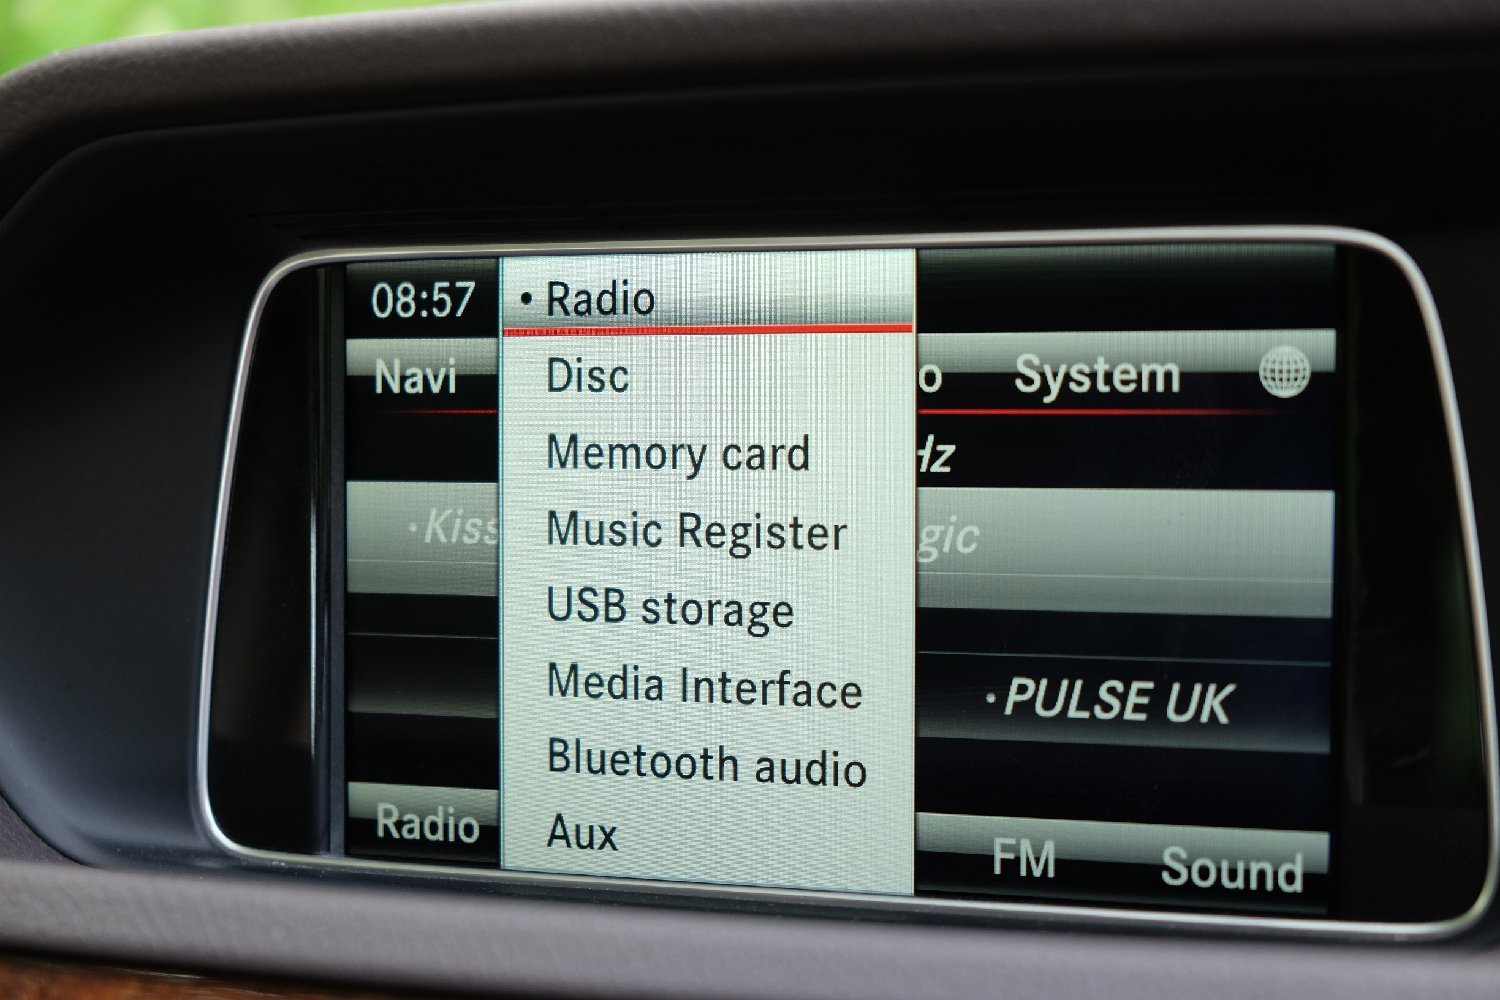 08:57
• Radio
Navi
Disc
System
Memory card
Hz
Music Register
USB storage
Media Interface
• PULSE UK
Bluetooth audio
Radio
Aux
FM
Sound